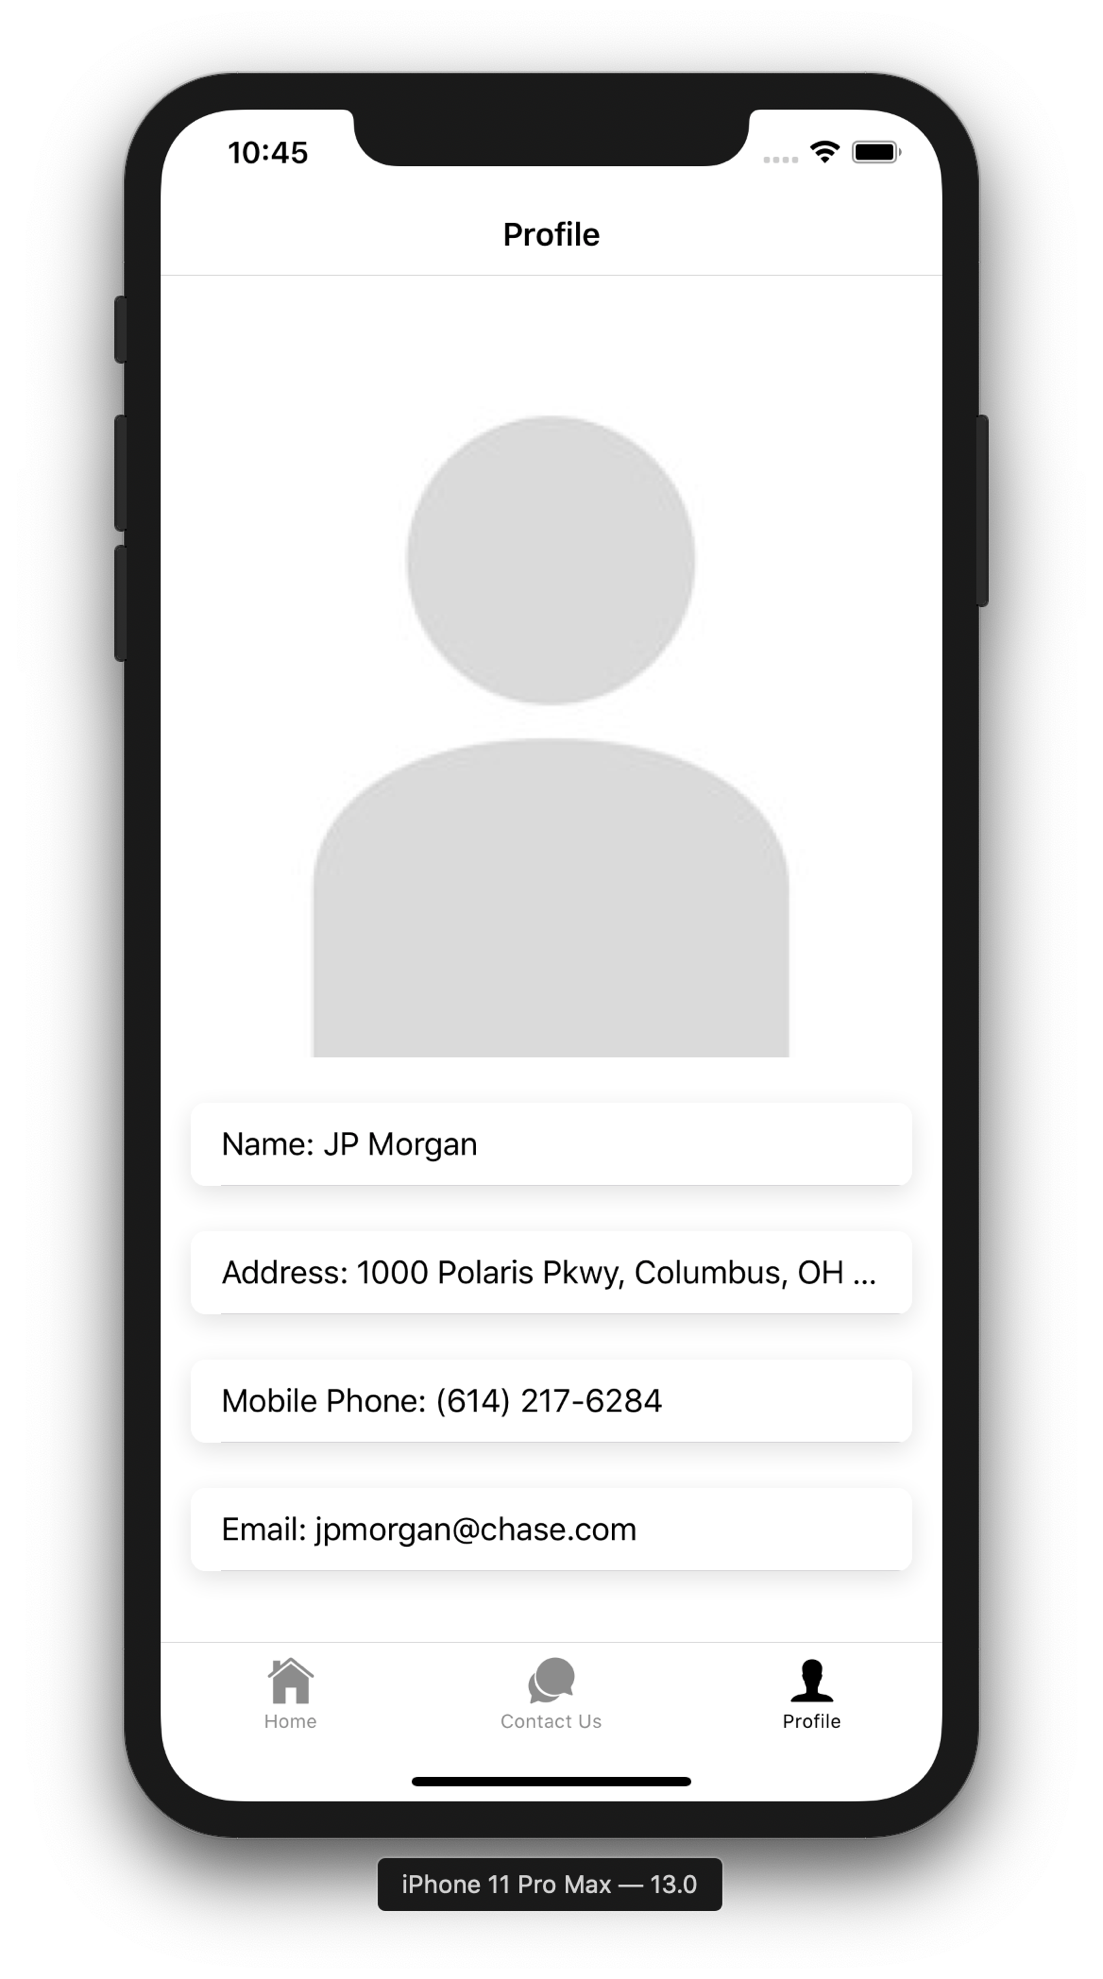 10:45
Profile
Name: JP Morgan
Address: 1000 Polaris Pkwy, Columbus, OH ...
Mobile Phone: (614) 217-6284
Email: jpmorgan@chase.com
Home
Contact Us
Profile
iPhone 11 Pro Max — 13.0